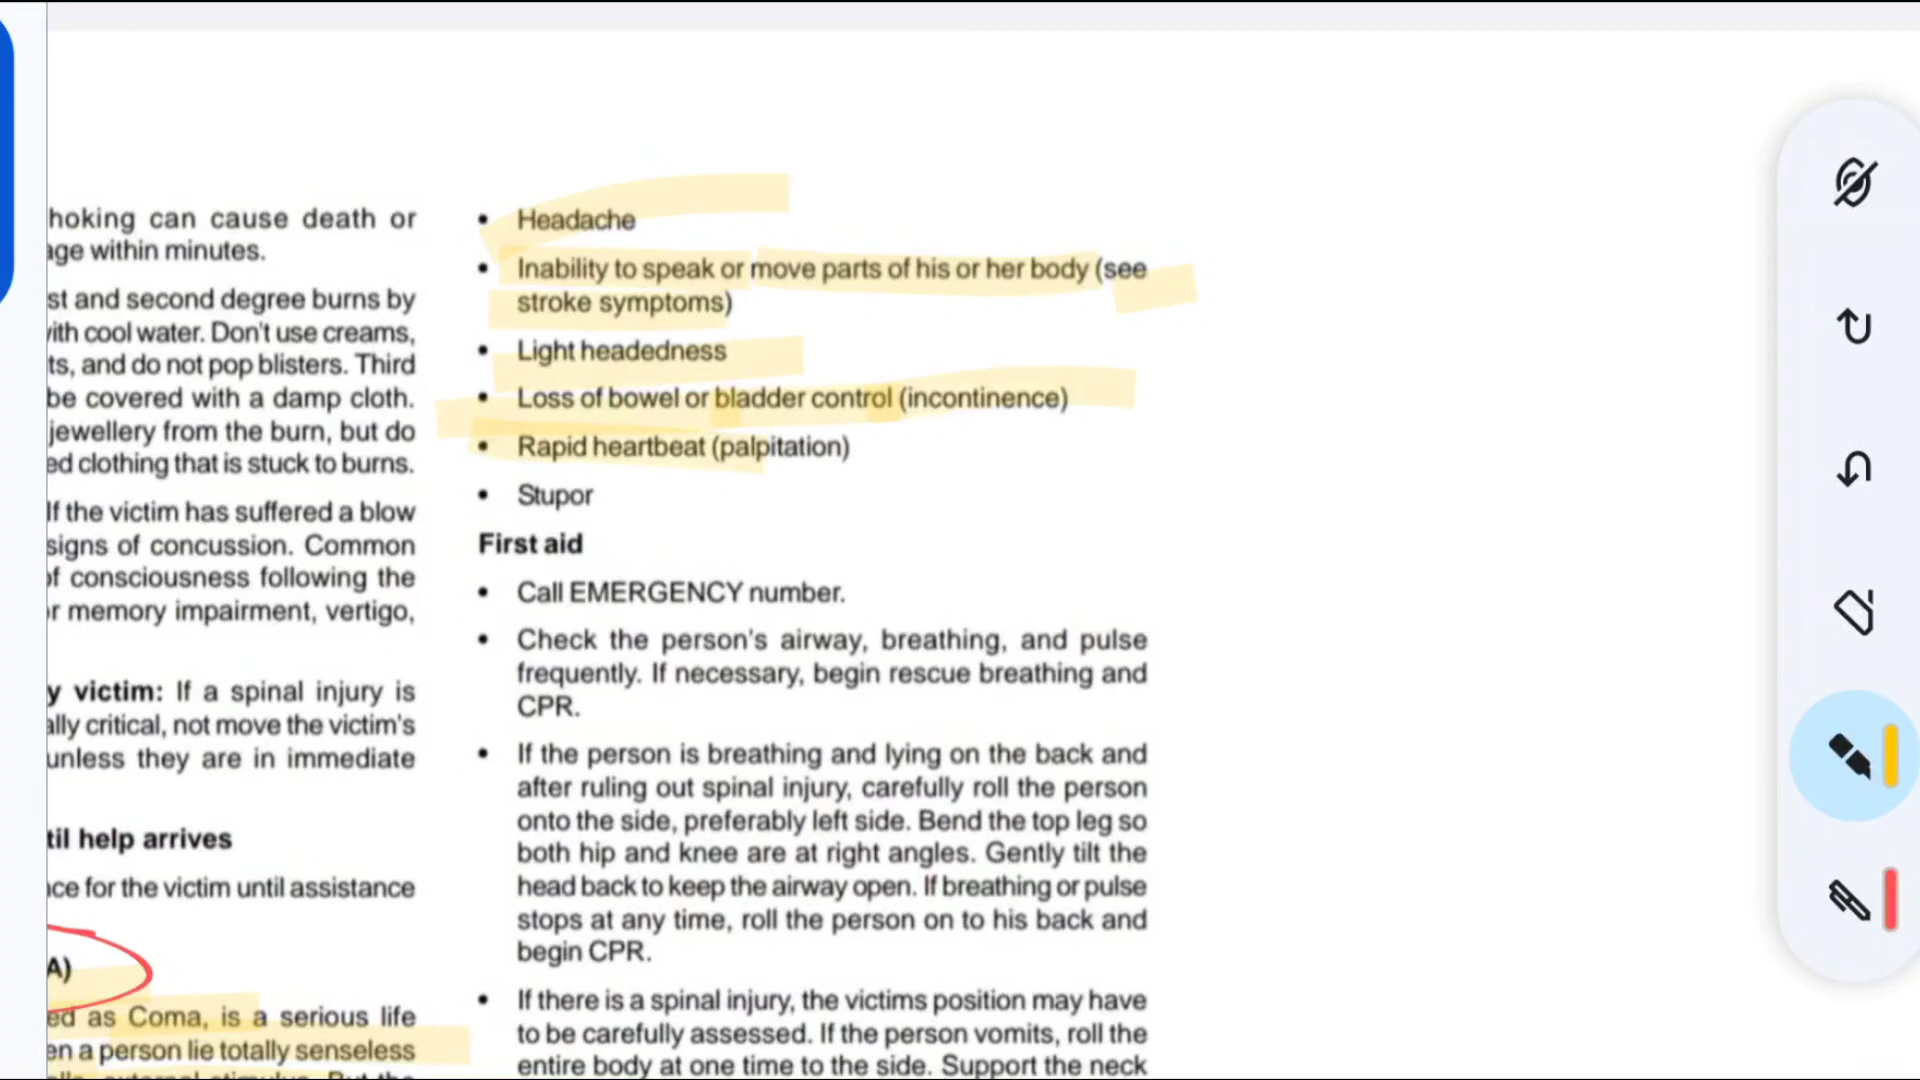 hoking can cause death or
age within minutes.
st and second degree burns by
with cool water. Don't use creams,
ts, and do not pop blisters. Third
be covered with a damp cloth.
jewellery from the burn, but do
ed clothing that is stuck to burns.
If the victim has suffered a blow
signs of concussion. Common
of consciousness following the
r memory impairment, vertigo,
y victim: If a spinal injury is
ally critical, not move the victim's
unless they are in immediate
til help arrives
ce for the victim until assistance
A)
ed as Coma, is a serious life
en a person lie totally senseless
external stimulus. But the
• Headache
• Inability to speak or move parts of his or her body (see
stroke symptoms)
• Light headedness
• Loss of bowel or bladder control (incontinence)
• Rapid heartbeat (palpitation)
• Stupor
First aid
• Call EMERGENCY number.
• Check the person's airway, breathing, and pulse
frequently. If necessary, begin rescue breathing and
CPR.
• If the person is breathing and lying on the back and
after ruling out spinal injury, carefully roll the person
onto the side, preferably left side. Bend the top leg so
both hip and knee are at right angles. Gently tilt the
head back to keep the airway open. If breathing or pulse
stops at any time, roll the person on to his back and
begin CPR.
• If there is a spinal injury, the victims position may have
to be carefully assessed. If the person vomits, roll the
entire body at one time to the side. Support the neck